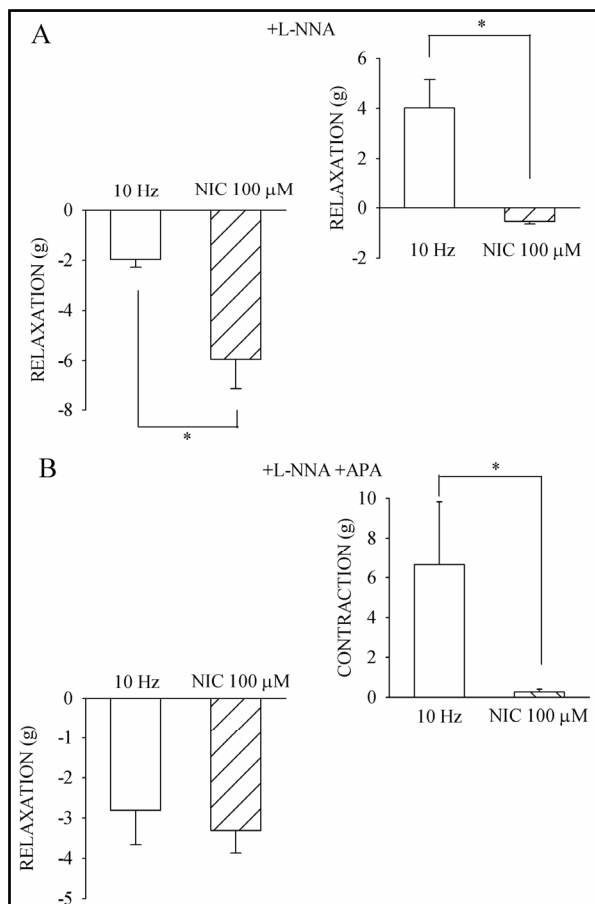 A
+L-NNA
*
6
4
2
0
-2
RELAXATION (g)
10 Hz
NIC 100 μM
10 Hz
NIC 100 μM
0
-2
-4
-6
-8
RELAXATION (g)
*
B
+L-NNA +APA
*
10
8
6
4
2
0
CONTRACTION (g)
10 Hz
NIC 100 μM
10 Hz
NIC 100 μM
0
-1
-2
-3
-4
-5
RELAXATION (g)